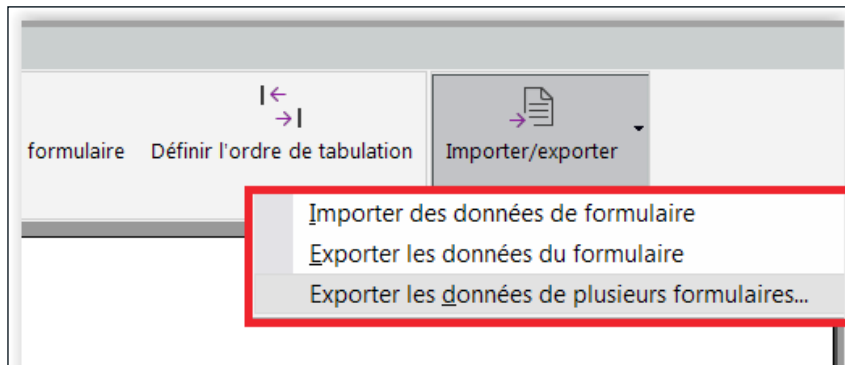 formulaire Définir l'ordre de tabulation Importer/exporter
Importer des données de formulaire
Exporter les données du formulaire
Exporter les données de plusieurs formulaires...